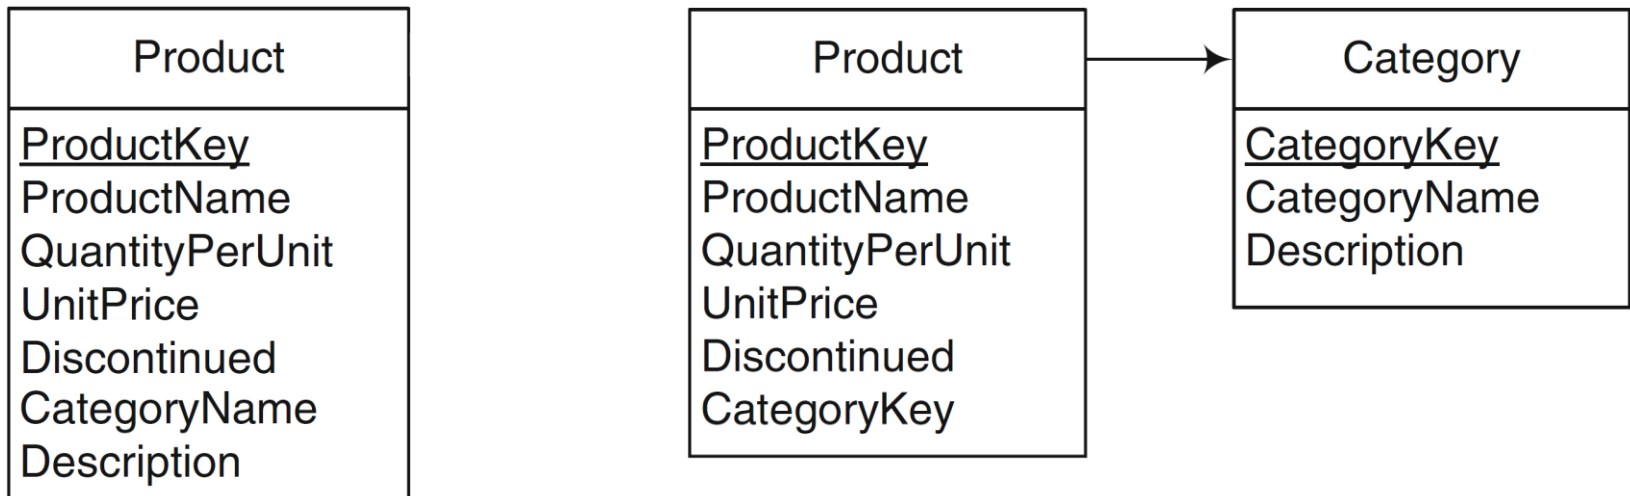 Product
ProductKey
ProductName
QuantityPerUnit
UnitPrice
Discontinued
CategoryName
Description
Product
ProductKey
ProductName
QuantityPerUnit
UnitPrice
Discontinued
CategoryKey
Category
CategoryKey
CategoryName
Description